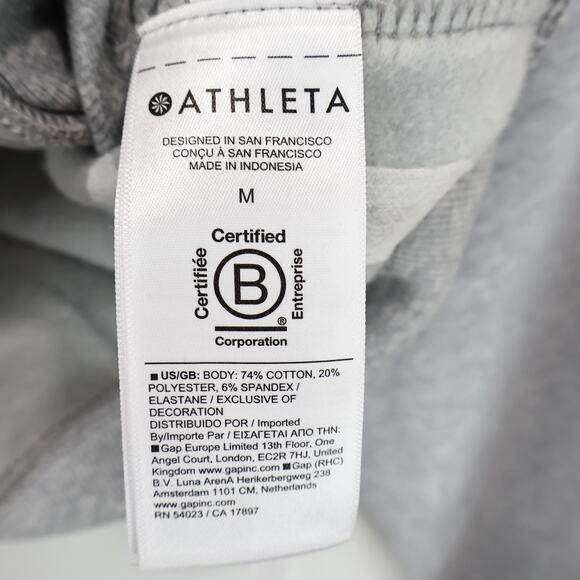 ATHLETA
DESIGNED IN SAN FRANCISCO
CONÇU À SAN FRANCISCO
MADE IN INDONESIA
M
Certified
Certifiée
B
Entreprise
®
Corporation
■ US/GB: BODY: 74% COTTON, 20%
POLYESTER, 6% SPANDEX /
ELASTANE / EXCLUSIVE OF
DECORATION
DISTRIBUIDO POR / Imported
By/Importe Par / ΕΙΣΑΓΕΤΑΙ ΑΠΟ ΤΗΝ:
■Gap Europe Limited 13th Floor, One
Angel Court, London, EC2R 7HJ, United
Kingdom www.gapinc.com ■Gap (RHC)
B.V. Luna ArenA Herikerbergweg 238
Amsterdam 1101 CM, Netherlands
www.gapinc.com
RN 54023 / CA 17897